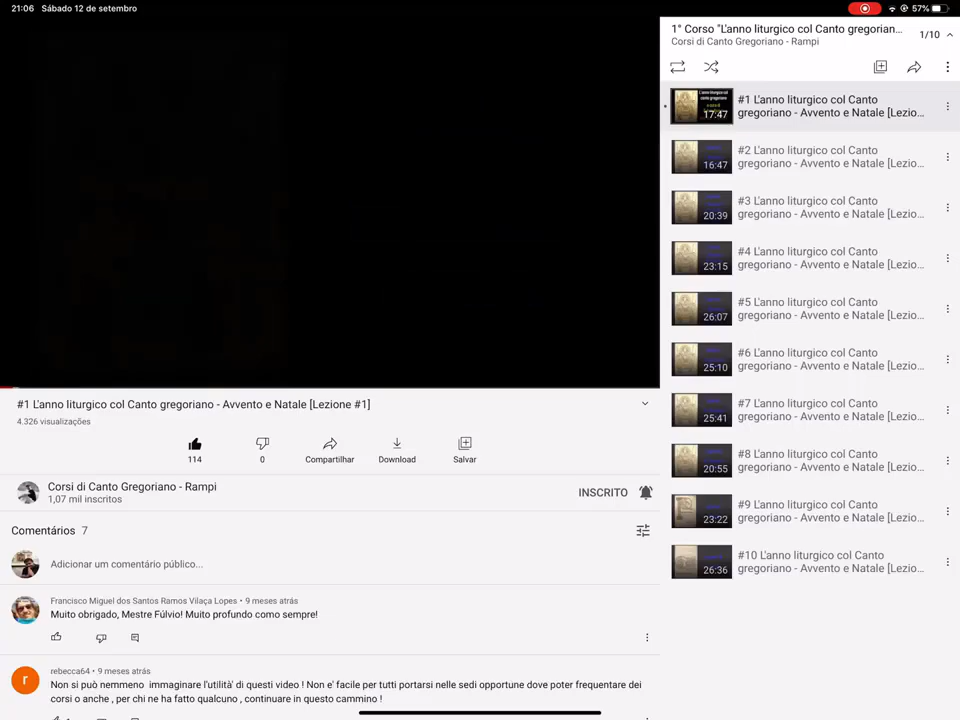 21:06 Sábado 12 de setembro
57%
1° Corso "L'anno liturgico col Canto gregorian...
Corsi di Canto Gregoriano - Rampi
1/10
17:47
#1 L'anno liturgico col Canto
gregoriano - Avvento e Natale [Lezio...
16:47
#2 L'anno liturgico col Canto
gregoriano - Avvento e Natale [Lezio...
20:39
#3 L'anno liturgico col Canto
gregoriano - Avvento e Natale [Lezio...
23:15
#4 L'anno liturgico col Canto
gregoriano - Avvento e Natale [Lezio...
26:07
#5 L'anno liturgico col Canto
gregoriano - Avvento e Natale [Lezio...
25:10
#6 L'anno liturgico col Canto
gregoriano - Avvento e Natale [Lezio...
25:41
#7 L'anno liturgico col Canto
gregoriano - Avvento e Natale [Lezio...
20:55
#8 L'anno liturgico col Canto
gregoriano - Avvento e Natale [Lezio...
23:22
#9 L'anno liturgico col Canto
gregoriano - Avvento e Natale [Lezio...
26:36
#10 L'anno liturgico col Canto
gregoriano - Avvento e Natale [Lezio...
#1 L'anno liturgico col Canto gregoriano - Avvento e Natale [Lezione #1]
4.326 visualizações
114
0
Compartilhar
Download
Salvar
Corsi di Canto Gregoriano - Rampi
1,07 mil inscritos
INSCRITO
Comentários 7
Adicionar um comentário público...
Francisco Miguel dos Santos Ramos Vilaça Lopes • 9 meses atrás
Muito obrigado, Mestre Fúlvio! Muito profundo como sempre!
r
rebecca64 • 9 meses atrás
Non si può nemmeno immaginare l'utilità' di questi video ! Non e' facile per tutti portarsi nelle sedi opportune dove poter frequentare dei
corsi o anche , per chi ne ha fatto qualcuno , continuare in questo cammino !